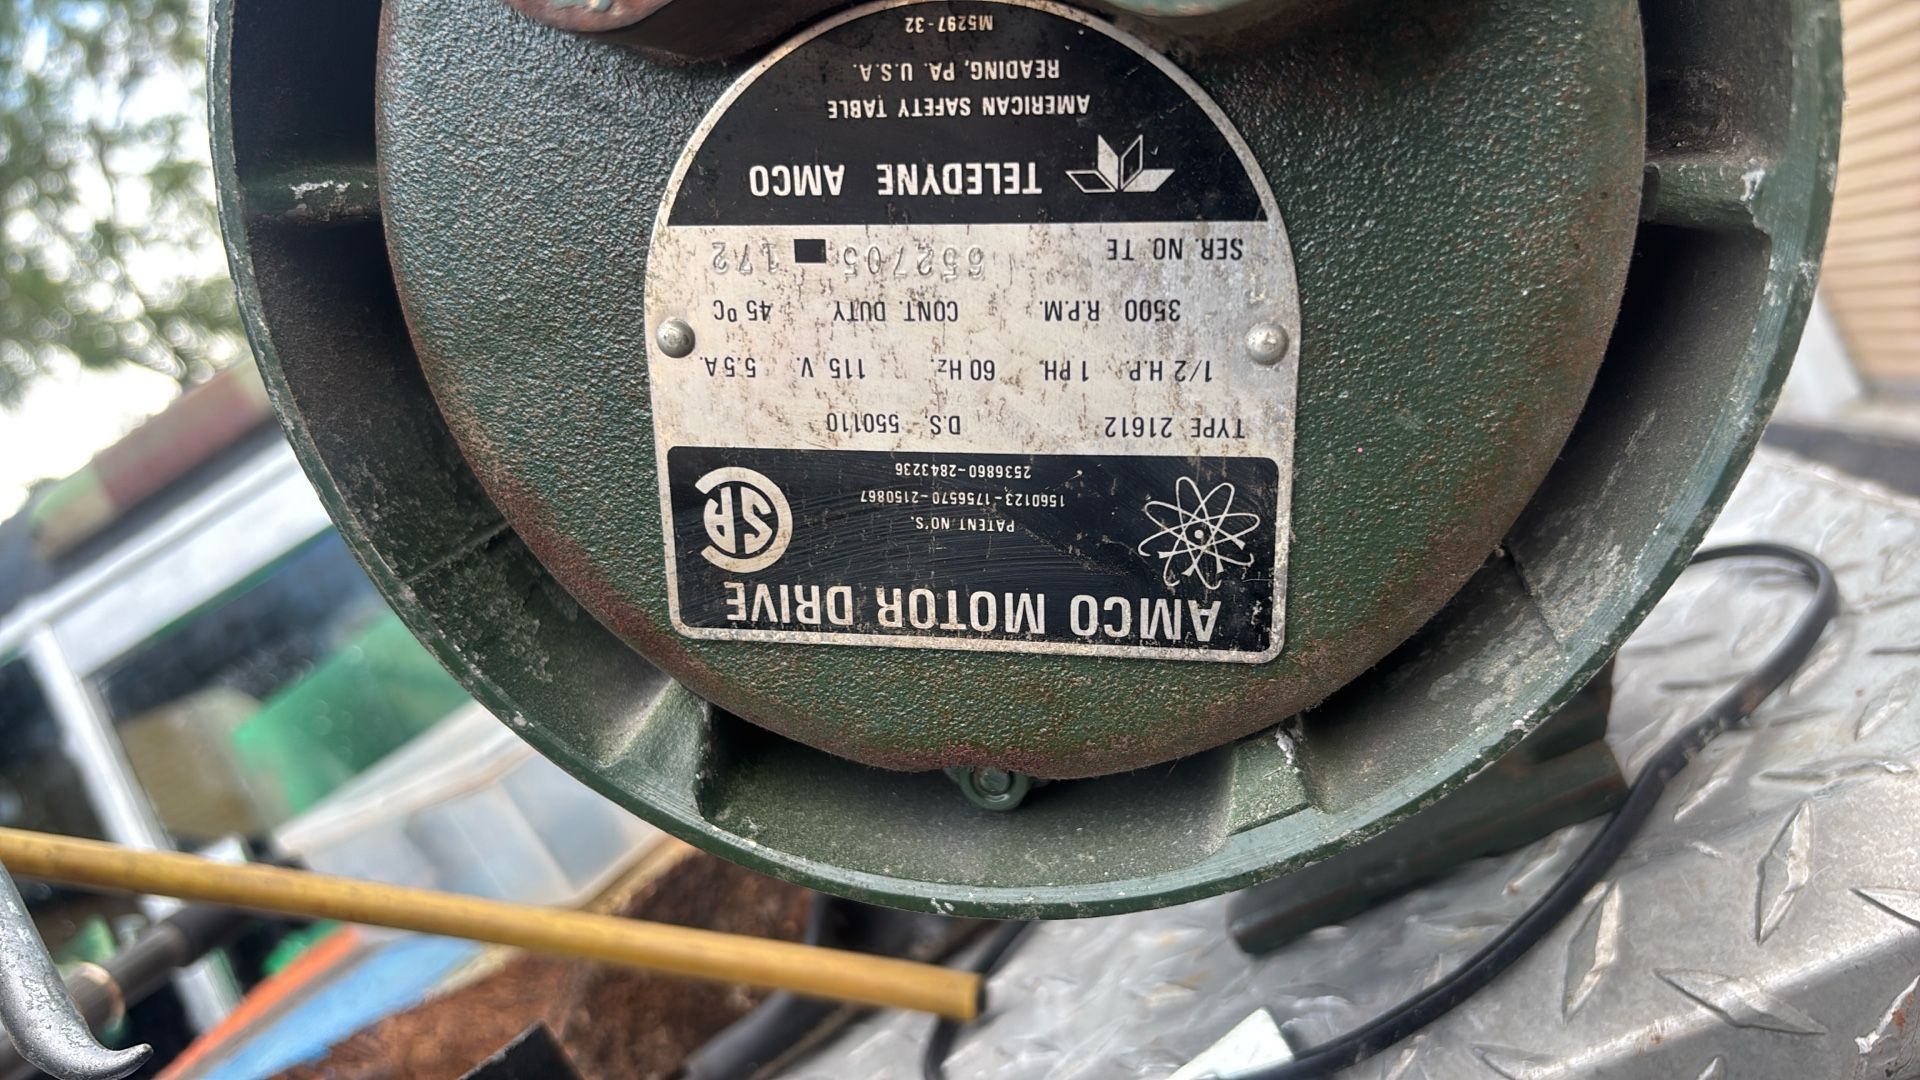 AMCO MOTOR DRIVE
PATENT NO'S.
1560123-1756570-2150867
2536860-2843236
SA
TYPE 21612 D.S. 550110
1/2 H.P. 1 PH. 60 Hz. 115 V. 5.5 A.
3500 R.P.M. CONT. DUTY 45 °C
SER. NO. TE 652705 ■ 172
TELEDYNE AMCO
AMERICAN SAFETY TABLE
READING, PA. U.S.A.
M5297-32